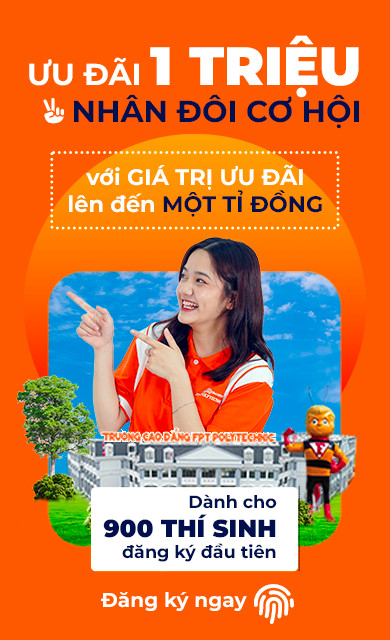 ƯU ĐÃI 1 TRIỆU
NHÂN ĐÔI CƠ HỘI
với GIÁ TRỊ ƯU ĐÃI
lên đến MỘT TỈ ĐỒNG
TRƯỜNG CAO ĐẲNG FPT POLYTECHNIC
Dành cho
900 THÍ SINH
đăng ký đầu tiên
Đăng ký ngay